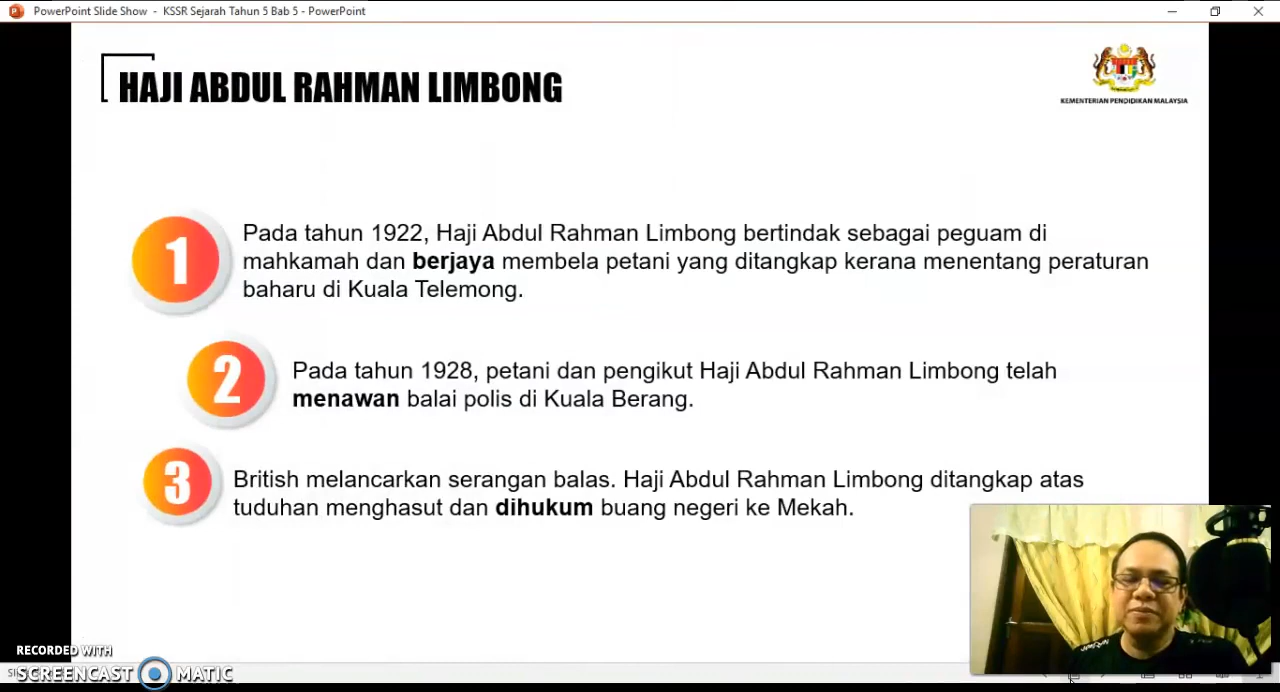 PowerPoint Slide Show - KSSR Sejarah Tahun 5 Bab 5 - PowerPoint
HAJI ABDUL RAHMAN LIMBONG
KEMENTERIAN PENDIDIKAN MALAYSIA
1
Pada tahun 1922, Haji Abdul Rahman Limbong bertindak sebagai peguam di
mahkamah dan berjaya membela petani yang ditangkap kerana menentang peraturan
baharu di Kuala Telemong.
2
Pada tahun 1928, petani dan pengikut Haji Abdul Rahman Limbong telah
menawan balai polis di Kuala Berang.
3
British melancarkan serangan balas. Haji Abdul Rahman Limbong ditangkap atas
tuduhan menghasut dan dihukum buang negeri ke Mekah.
RECORDED WITH
SCREENCAST MATIC